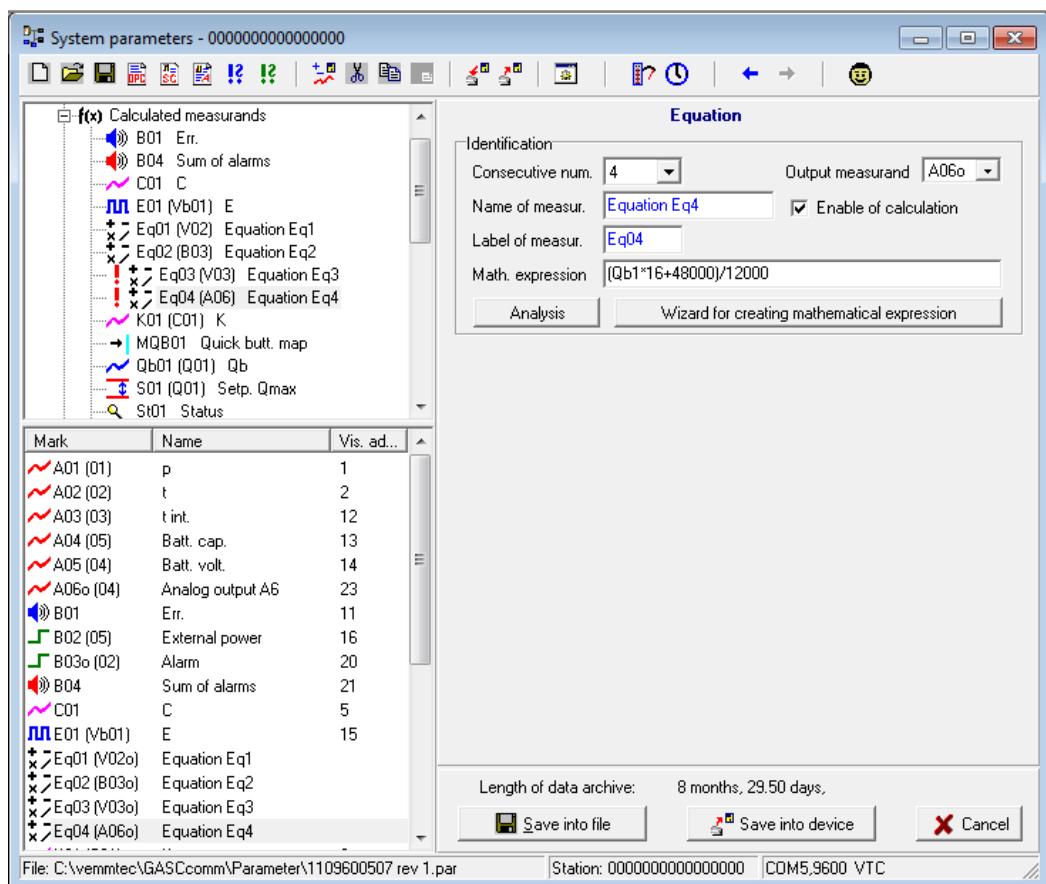 System parameters - 0000000000000000
f(x) Calculated measurands
B01 Err.
B04 Sum of alarms
C01 C
E01 (Vb01) E
Eq01 (V02) Equation Eq1
Eq02 (B03) Equation Eq2
Eq03 (V03) Equation Eq3
Eq04 (A06) Equation Eq4
K01 (C01) K
MQB01 Quick butt. map
Qb01 (Q01) Qb
S01 (Q01) Setp. Qmax
St01 Status
Mark Name Vis. ad...
A01 (01) p 1
A02 (02) t 2
A03 (03) t int. 12
A04 (05) Batt. cap. 13
A05 (04) Batt. volt. 14
A06o (04) Analog output A6 23
B01 Err. 11
B02 (05) External power 16
B03o (02) Alarm 20
B04 Sum of alarms 21
C01 C 5
E01 (Vb01) E 15
Eq01 (V02o) Equation Eq1
Eq02 (B03o) Equation Eq2
Eq03 (V03o) Equation Eq3
Eq04 (A06o) Equation Eq4
Equation
Identification
Consecutive num. 4 Output measurand A06o
Name of measur. Equation Eq4 Enable of calculation
Label of measur. Eq04
Math. expression (Qb1*16+48000)/12000
Analysis Wizard for creating mathematical expression
Length of data archive: 8 months, 29.50 days,
Save into file Save into device Cancel
File: C:\vemmtec\GASCcomm\Parameter\1109600507 rev 1.par Station: 0000000000000000 COM5,9600 VTC